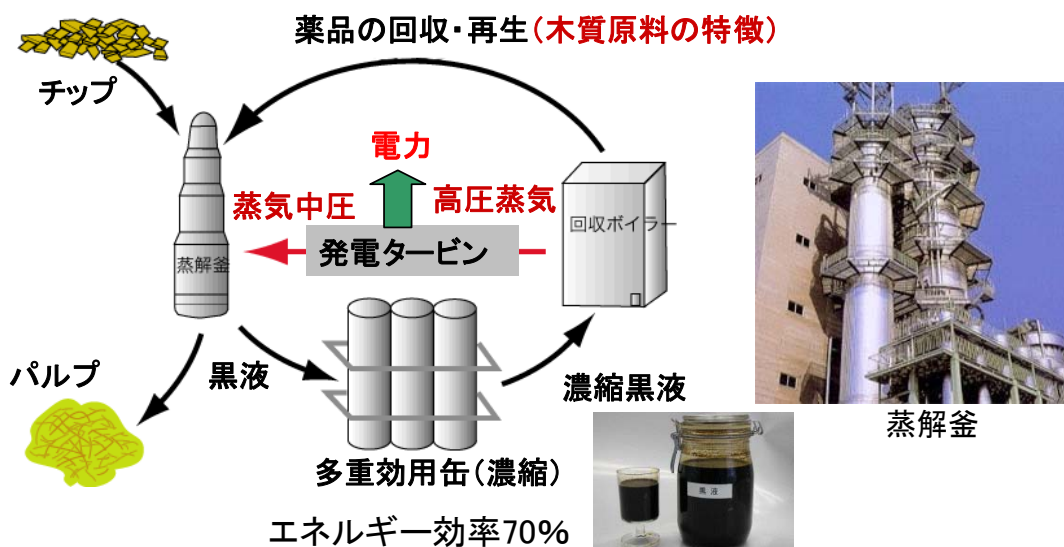 薬品の回収・再生(木質原料の特徴)
チップ
電力
蒸気中圧
高圧蒸気
回収ボイラー
発電タービン
蒸解釜
パルプ
黒液
濃縮黒液
蒸解釜
多重効用缶(濃縮)
黒液
エネルギー効率70%